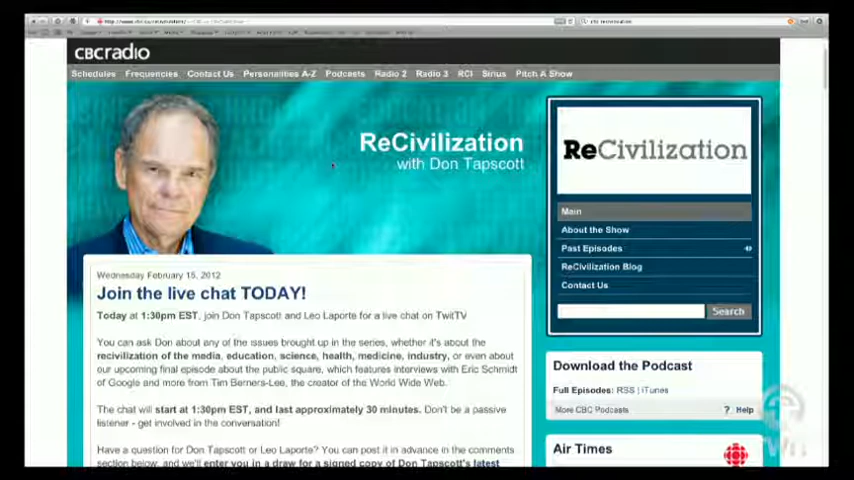 CBCradio
Schedules Frequencies Contact Us Personalities A-Z Podcasts Radio 2 Radio 3 RCI Sirius Pitch A Show
ReCivilization
with Don Tapscott
ReCivilization
Main
About the Show
Past Episodes
ReCivilization Blog
Contact Us
Search
Wednesday February 15, 2012
Join the live chat TODAY!
Today at 1:30pm EST, join Don Tapscott and Leo Laporte for a live chat on TwitTV
You can ask Don about any of the issues brought up in the series, whether it's about the
recivilization of the media, education, science, health, medicine, industry, or even about
our upcoming final episode about the public square, which features interviews with Eric Schmidt
of Google and more from Tim Berners-Lee, the creator of the World Wide Web.
The chat will start at 1:30pm EST, and last approximately 30 minutes. Don't be a passive
listener - get involved in the conversation!
Have a question for Don Tapscott or Leo Laporte? You can post it in advance in the comments
section below, and we'll enter you in a draw for a signed copy of Don Tapscott's latest
Download the Podcast
Full Episodes: RSS | iTunes
More CBC Podcasts ? Help
Air Times